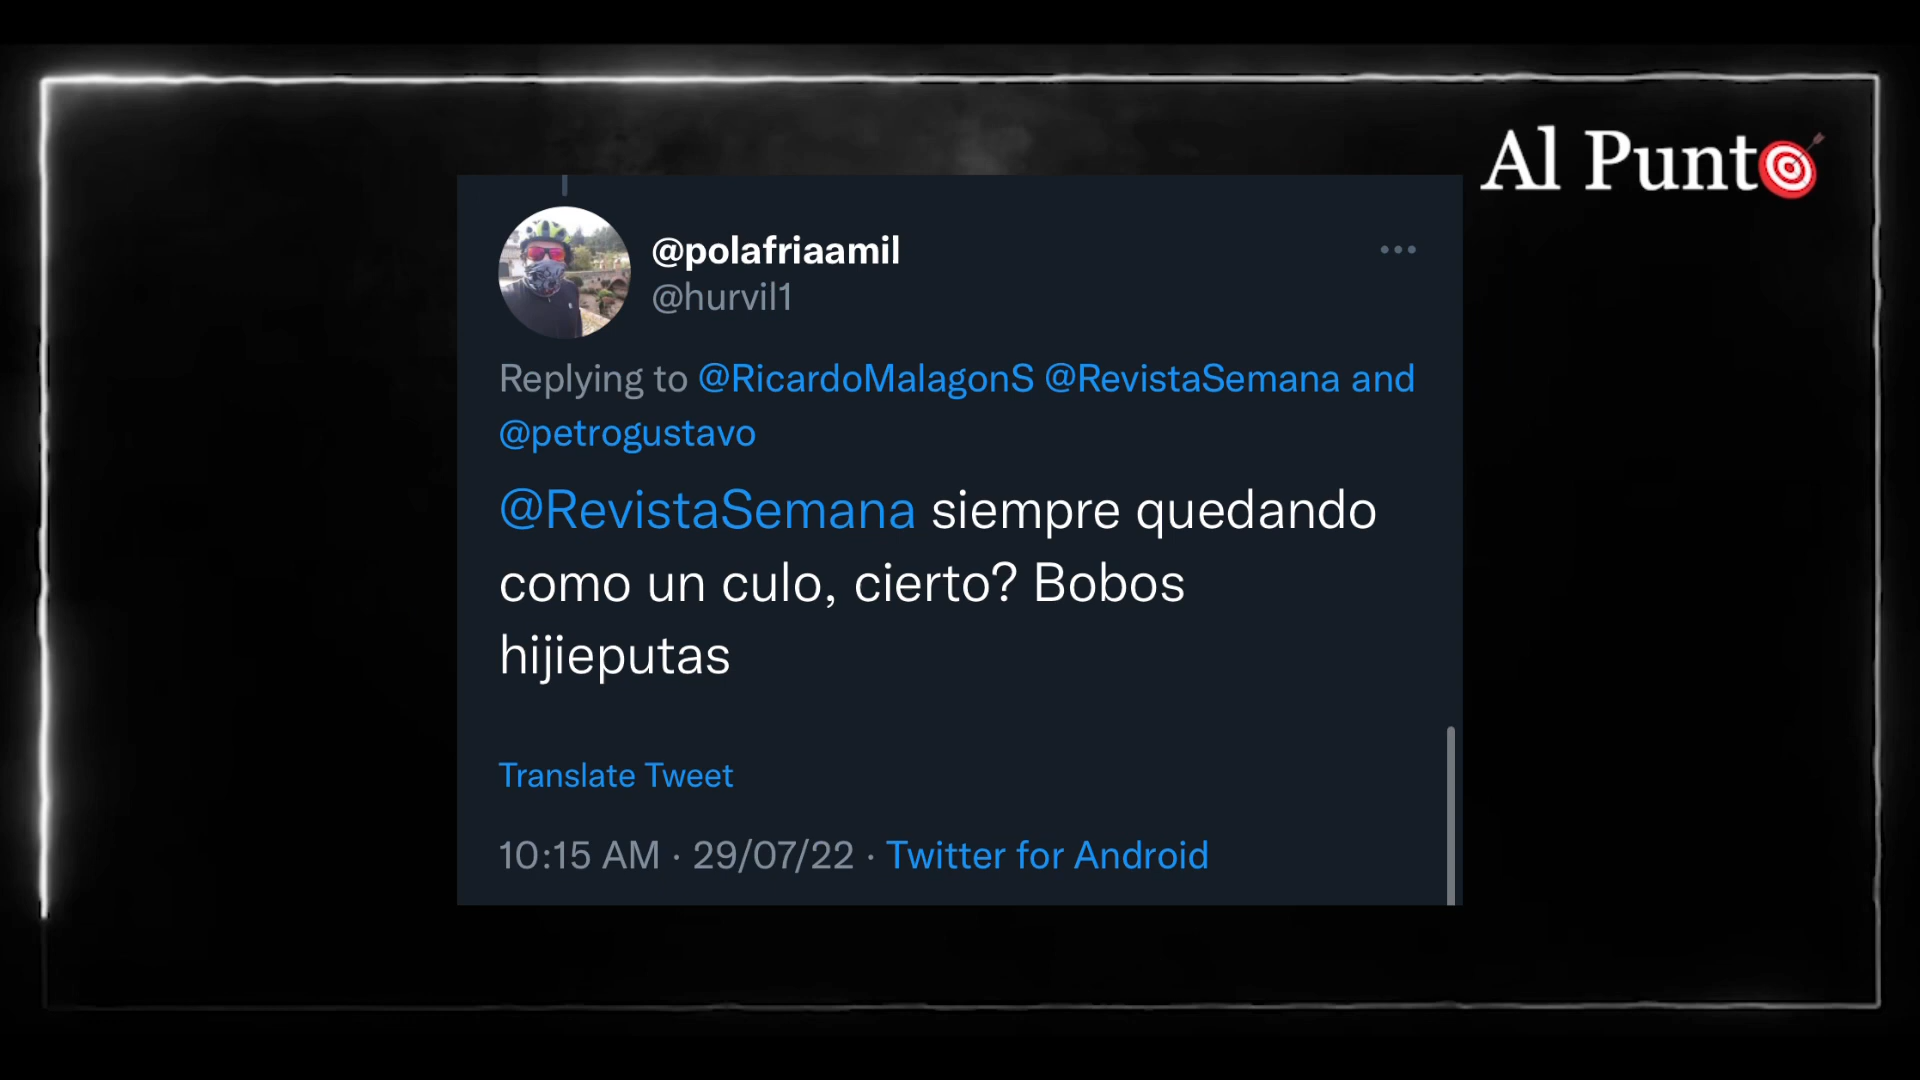 Al Punto
@polafriaamil
@hurvil1
Replying to @RicardoMalagonS @RevistaSemana and
@petrogustavo
@RevistaSemana siempre quedando
como un culo, cierto? Bobos
hijieputas
Translate Tweet
10:15 AM · 29/07/22 · Twitter for Android